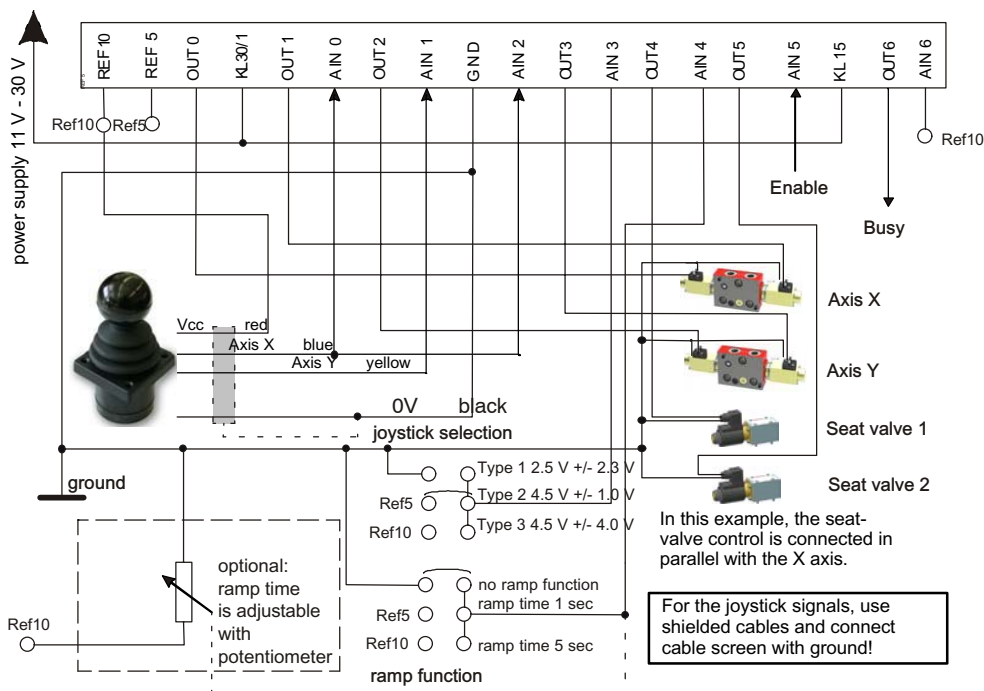 power supply 11 V - 30 V
REF10
REF 5
OUT 0
KL30/1
OUT 1
AIN 0
OUT 2
AIN 1
GND
AIN 2
OUT3
AIN 3
OUT4
AIN 4
OUT5
AIN 5
KL 15
OUT6
AIN 6
Ref10
Ref5
Ref10
Enable
Busy
Axis X
Vcc red
Axis X blue
Axis Y yellow
Axis Y
0V black
joystick selection
Seat valve 1
Seat valve 2
ground
Type 1 2.5 V +/- 2.3 V
Ref5
Type 2 4.5 V +/- 1.0 V
Ref10
Type 3 4.5 V +/- 4.0 V
In this example, the seat-
valve control is connected in
parallel with the X axis.
optional:
ramp time
is adjustable
with
potentiometer
Ref10
no ramp function
ramp time 1 sec
Ref5
Ref10
ramp time 5 sec
ramp function
For the joystick signals, use
shielded cables and connect
cable screen with ground!